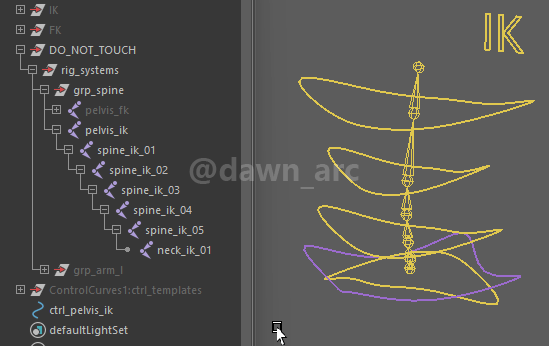 IK
FK
DO_NOT_TOUCH
rig_systems
grp_spine
pelvis_fk
pelvis_ik
spine_ik_01
spine_ik_02
spine_ik_03
spine_ik_04
spine_ik_05
neck_ik_01
grp_arm_l
ControlCurves1:ctrl_templates
ctrl_pelvis_ik
defaultLightSet
@dawn_arc
IK